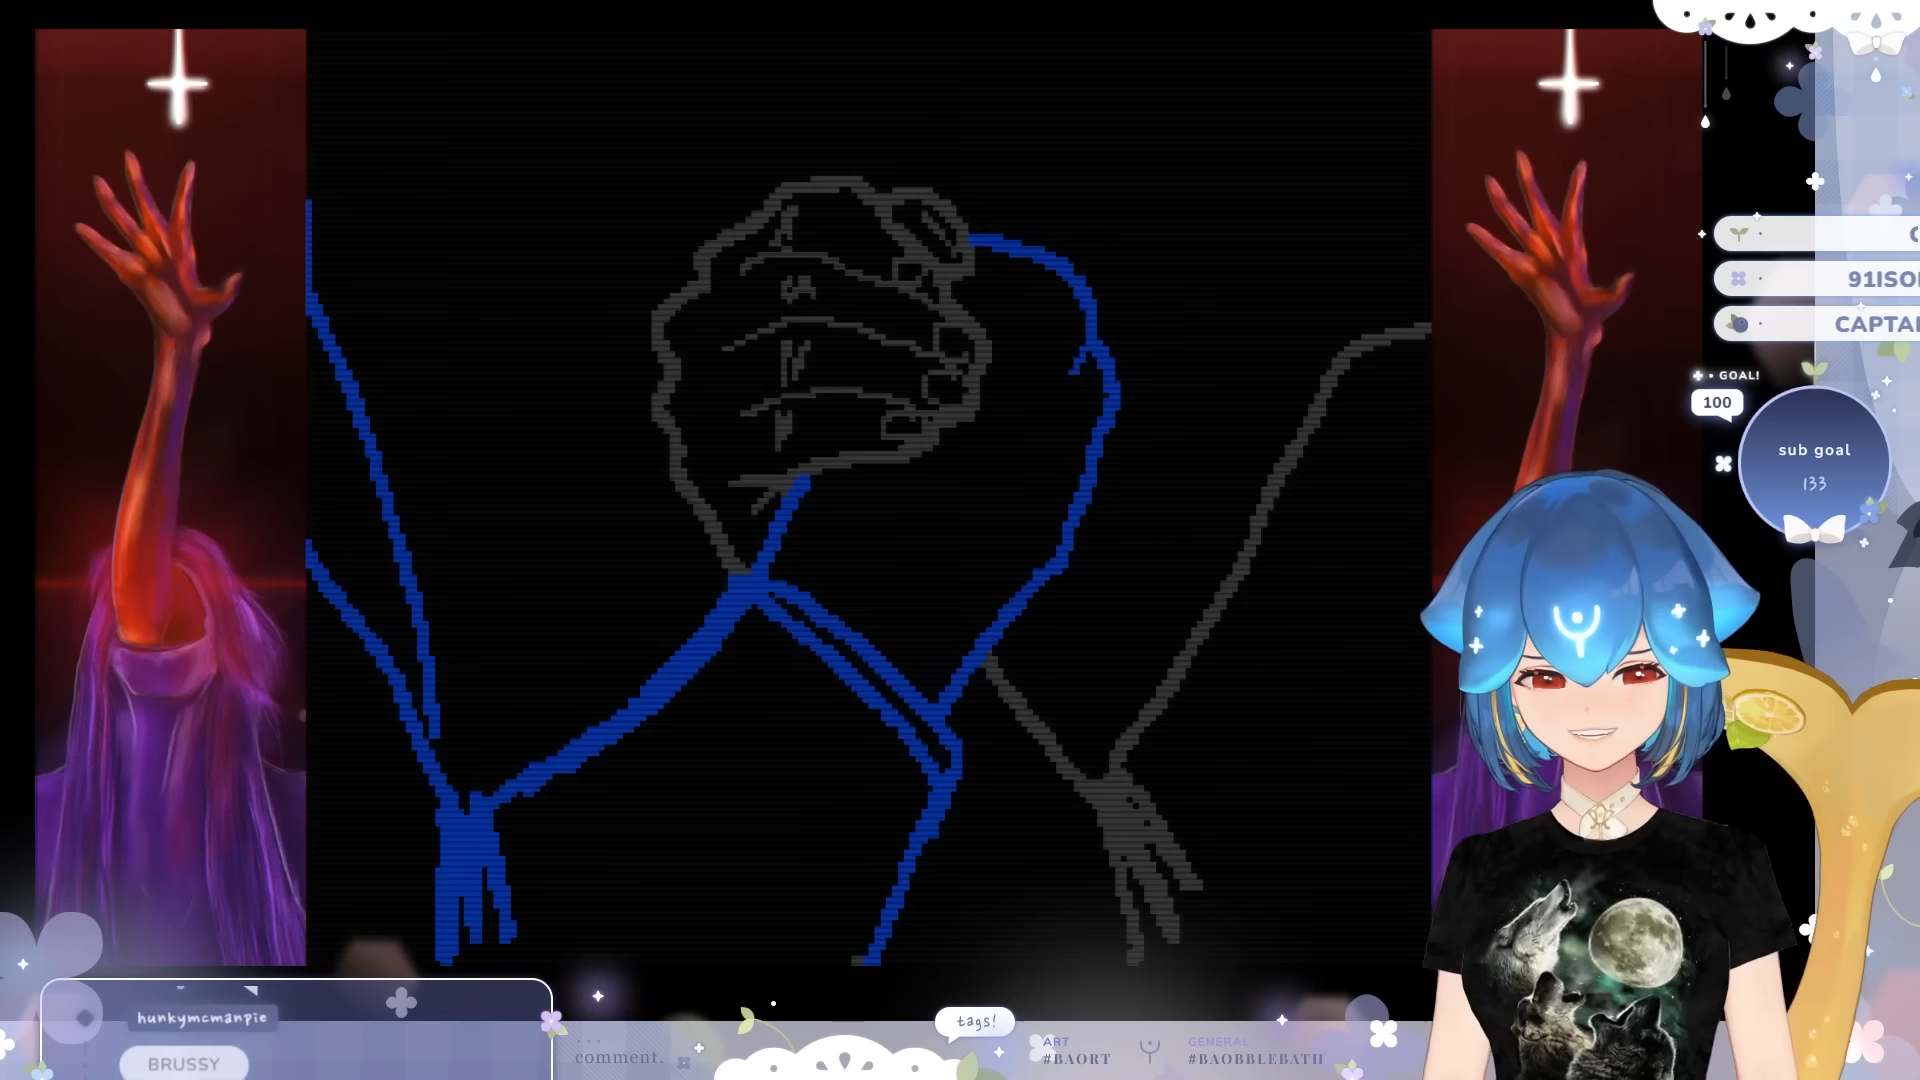 91ISO
CAPTA
• GOAL!
100
sub goal
133
hunkymcmanpie
BRUSSY
comment.
tags!
ART
#BAORT
GENERAL
#BAOBBLEBATH